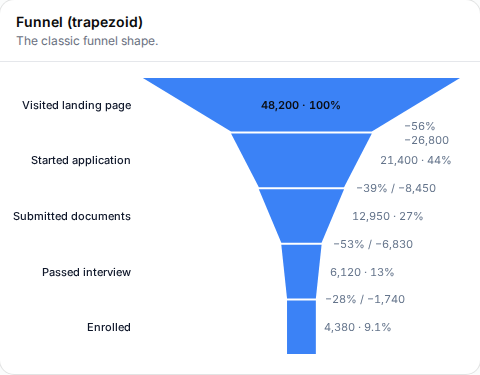 Funnel (trapezoid)
The classic funnel shape.
Visited landing page
48,200 · 100%
−56%
−26,800
Started application
21,400 · 44%
−39% / −8,450
Submitted documents
12,950 · 27%
−53% / −6,830
Passed interview
6,120 · 13%
−28% / −1,740
Enrolled
4,380 · 9.1%